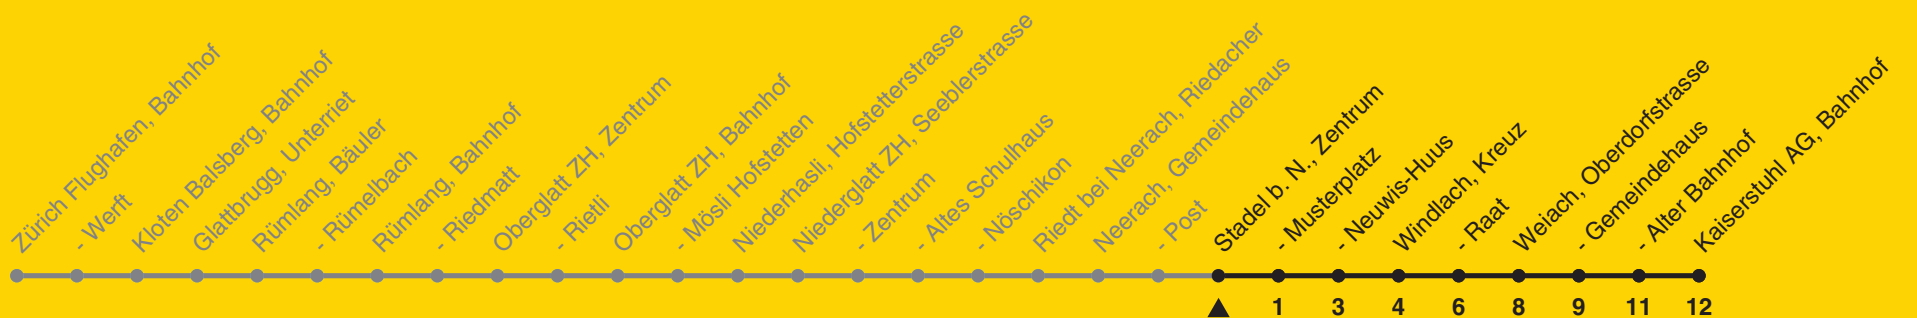 Zürich Flughafen, Bahnhof
- Werft
Kloten Balsberg, Bahnhof
Glattbrugg, Unterriet
Rümlang, Bäuler
- Rümelbach
Rümlang, Bahnhof
- Riedmatt
Oberglatt ZH, Zentrum
- Rietli
Oberglatt ZH, Bahnhof
- Mösli Hofstetten
Niederhasli, Hofstetterstrasse
Niederglatt ZH, Seeblerstrasse
- Zentrum
- Altes Schulhaus
- Nöschikon
Riedt bei Neerach, Riedacher
Neerach, Gemeindehaus
- Post
Stadel b. N., Zentrum
- Musterplatz
- Neuwis-Huus
Windlach, Kreuz
- Raat
Weiach, Oberdorfstrasse
- Gemeindehaus
- Alter Bahnhof
Kaiserstuhl AG, Bahnhof
1 3 4 6 8 9 11 12